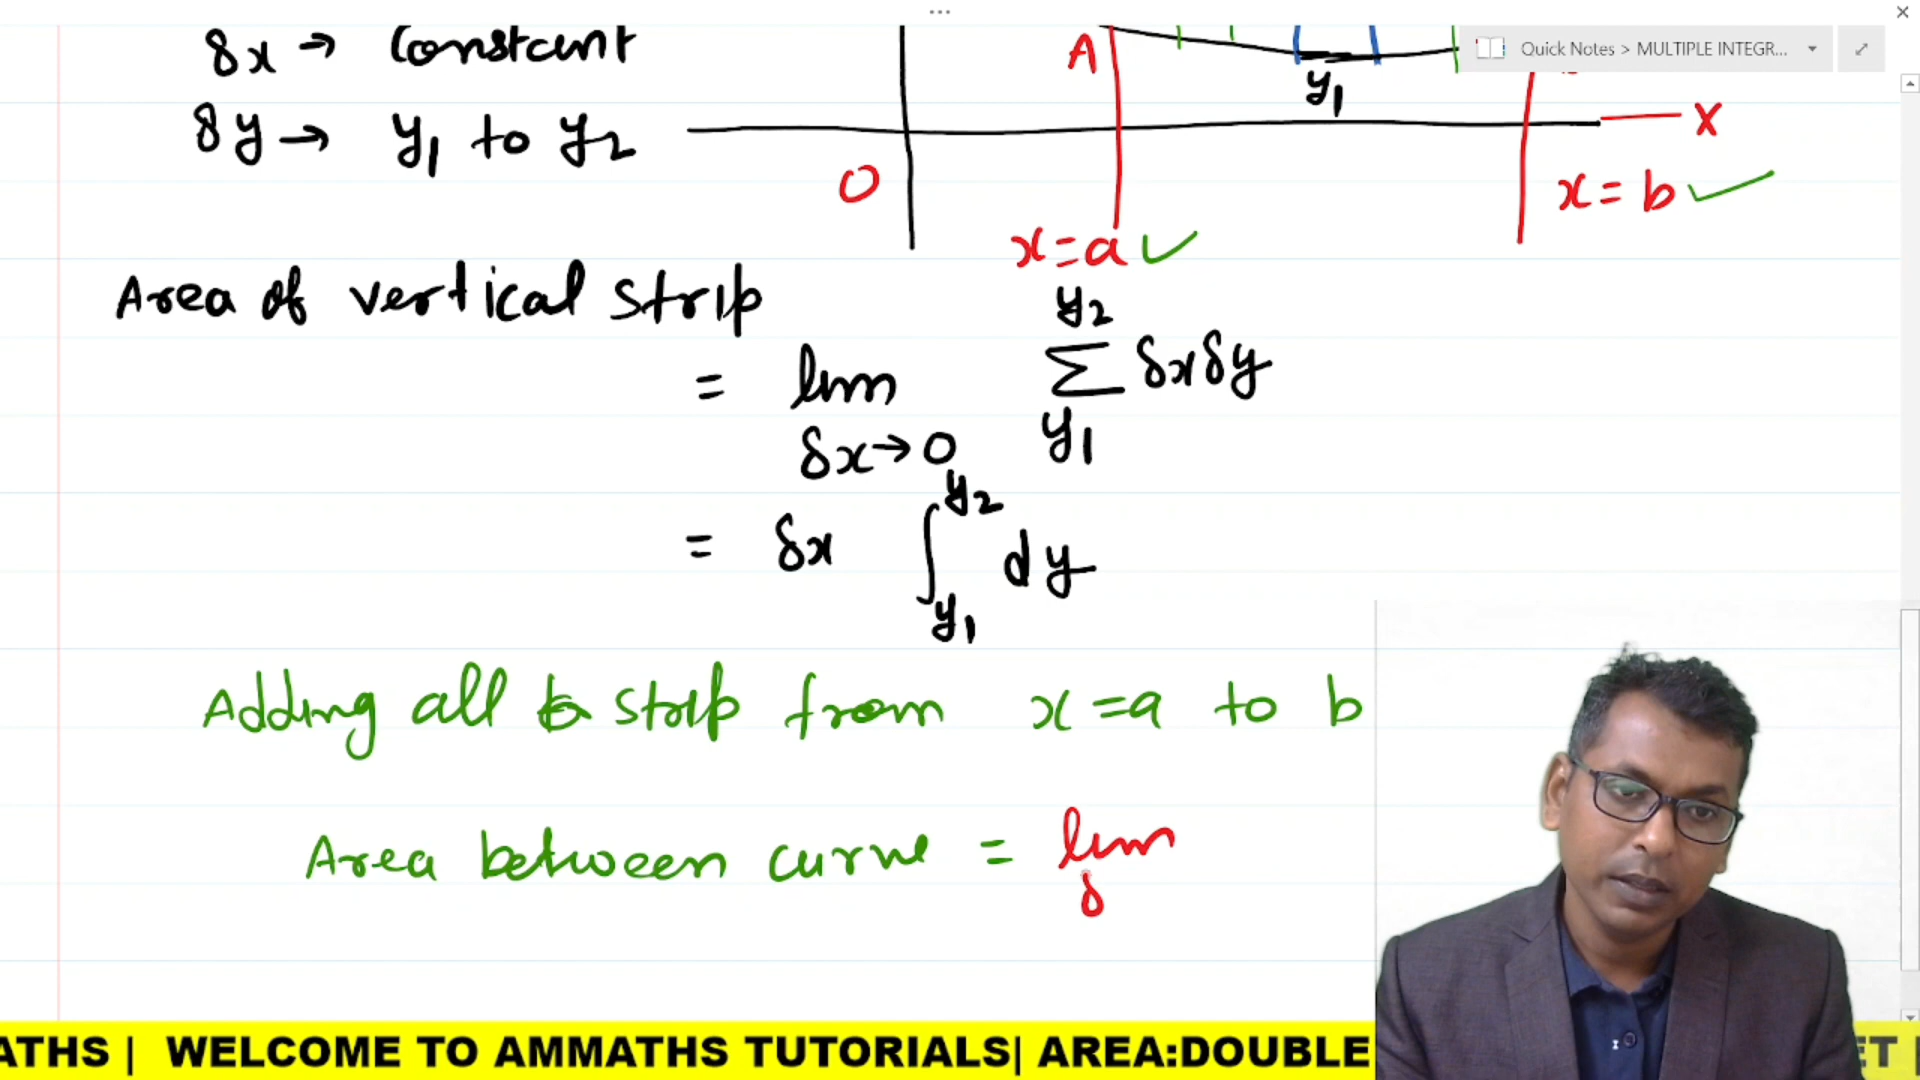 δx → Constant
A
y₁
Quick Notes > MULTIPLE INTEGR...
δy → y₁ to y₂
X
O
x = b ✓
x = a ✓
Area of vertical strip
= lim δx→0 ∑ y₁ y₂ δxδy
= δx ∫ y₁ y₂ dy
Adding all strip from x = a to b
Area between curve = lim
δ
ATHS | WELCOME TO AMMATHS TUTORIALS| AREA:DOUBLE
ET |